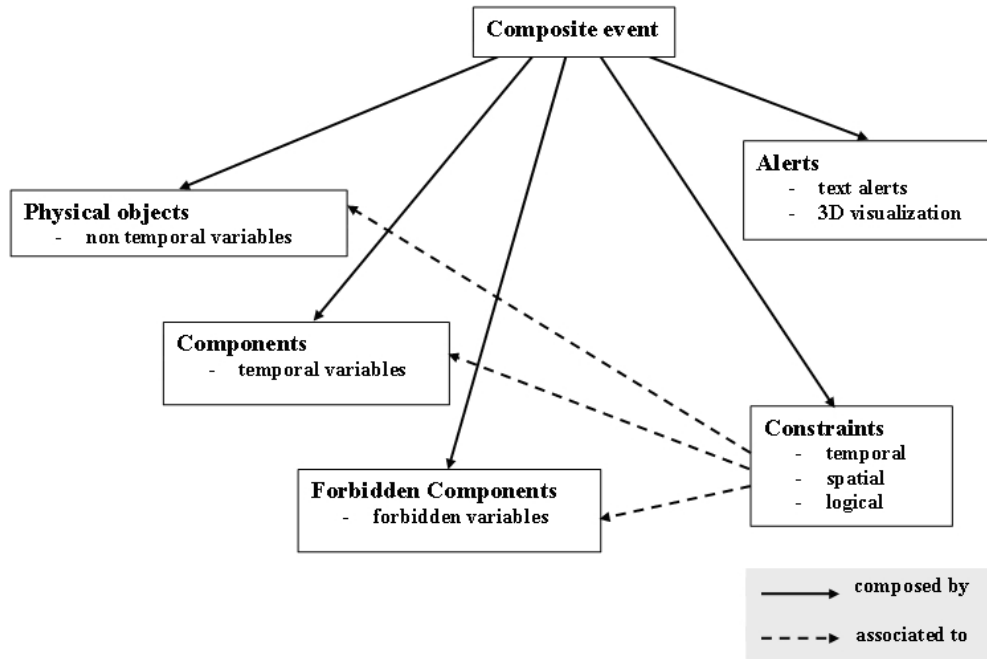 Composite event
Alerts
- text alerts
- 3D visualization
Physical objects
- non temporal variables
Components
- temporal variables
Constraints
- temporal
- spatial
- logical
Forbidden Components
- forbidden variables
composed by
associated to